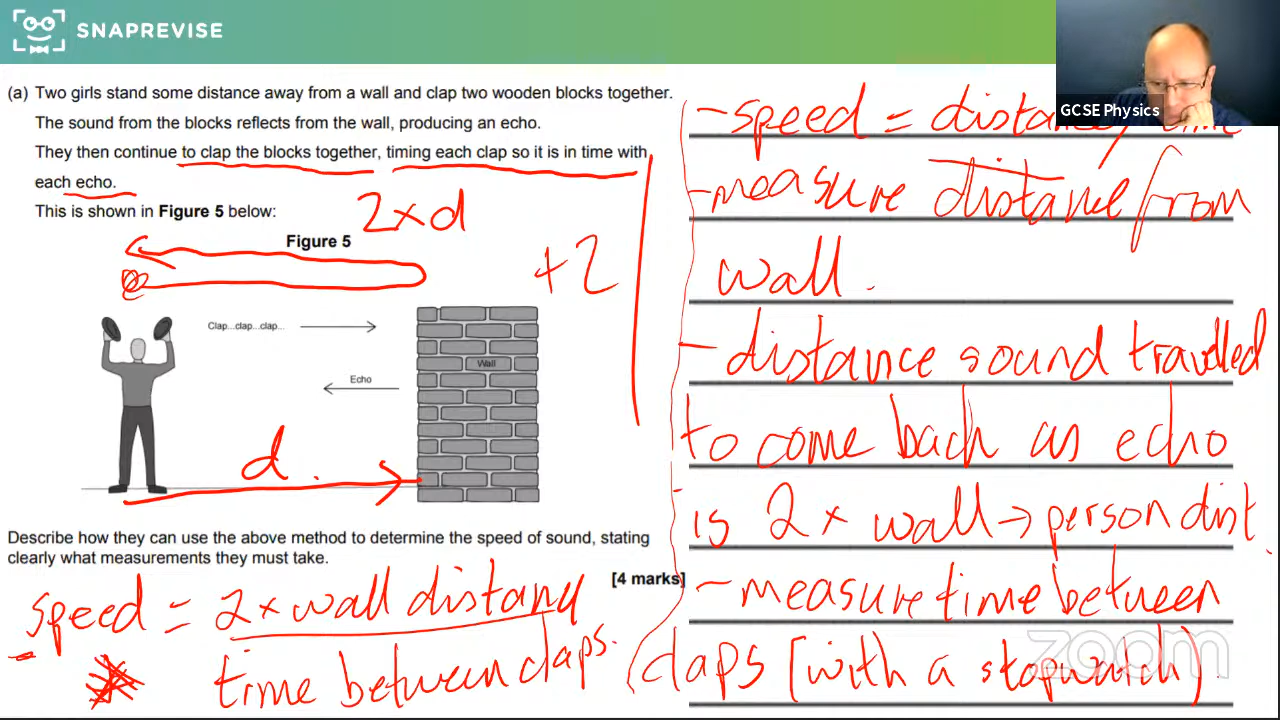 SNAPREVISE
GCSE Physics
(a) Two girls stand some distance away from a wall and clap two wooden blocks together.
The sound from the blocks reflects from the wall, producing an echo.
They then continue to clap the blocks together, timing each clap so it is in time with
each echo.
This is shown in Figure 5 below:
2×d
Figure 5
+2
Clap...clap...clap...
Wall
Echo
d
Describe how they can use the above method to determine the speed of sound, stating
clearly what measurements they must take.
[4 marks]
speed = 2× wall distance
time between claps.
- speed = distance/time
- measure distance from
wall.
- distance sound travelled
to come back as echo
is 2× wall → person dist.
- measure time between
claps (with a stopwatch).
zoom